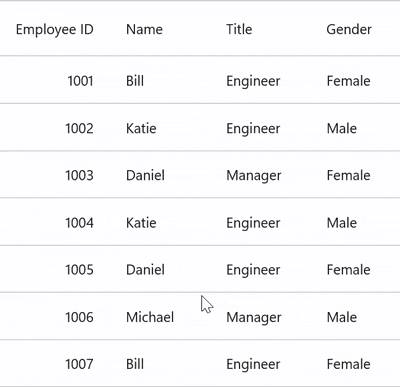 Employee ID Name Title Gender
1001 Bill Engineer Female
1002 Katie Engineer Male
1003 Daniel Manager Female
1004 Katie Engineer Male
1005 Daniel Engineer Female
1006 Michael Manager Male
1007 Bill Engineer Female